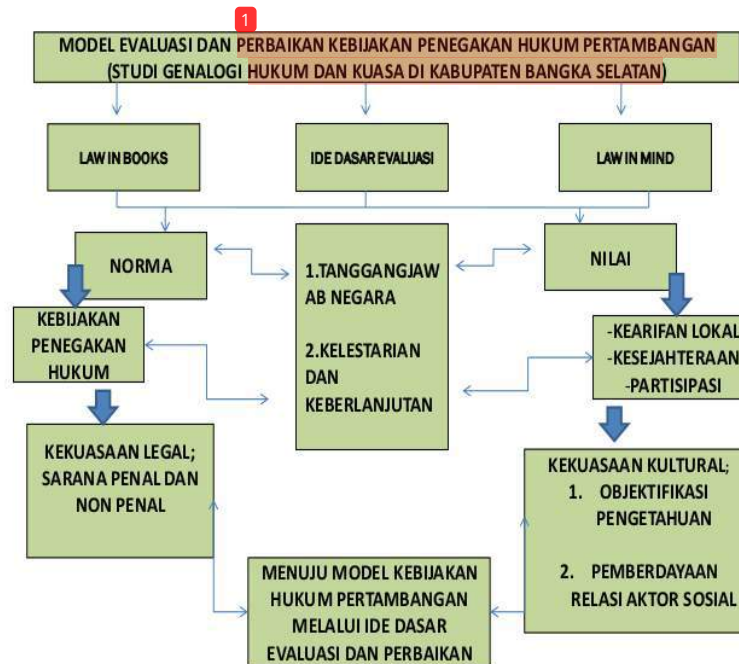 1
MODEL EVALUASI DAN PERBAIKAN KEBIJAKAN PENEGAKAN HUKUM PERTAMBANGAN
(STUDI GENALOGI HUKUM DAN KUASA DI KABUPATEN BANGKA SELATAN)
LAW IN BOOKS
IDE DASAR EVALUASI
LAW IN MIND
NORMA
1.TANGGANGJAW
AB NEGARA
2.KELESTARIAN
DAN
KEBERLANJUTAN
NILAI
KEBIJAKAN
PENEGAKAN
HUKUM
-KEARIFAN LOKAL
-KESEJAHTERAAN
-PARTISIPASI
KEKUASAAN LEGAL;
SARANA PENAL DAN
NON PENAL
KEKUASAAN KULTURAL;
1. OBJEKTIFIKASI
PENGETAHUAN
2. PEMBERDAYAAN
RELASI AKTOR SOSIAL
MENUJU MODEL KEBIJAKAN
HUKUM PERTAMBANGAN
MELALUI IDE DASAR
EVALUASI DAN PERBAIKAN